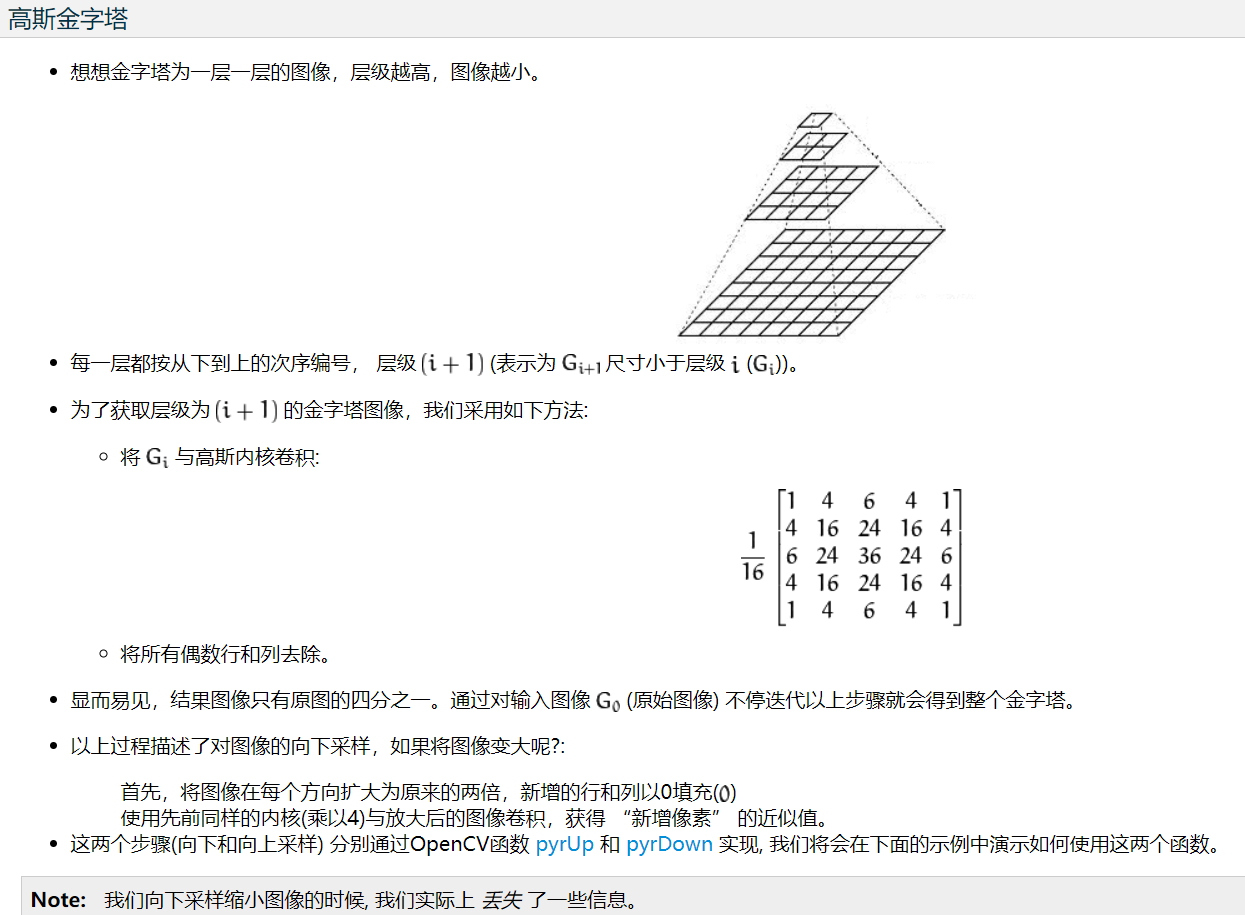 高斯金字塔
• 想想金字塔为一层一层的图像，层级越高，图像越小。
• 每一层都按从下到上的次序编号， 层级 (i + 1) (表示为 Gi+1 尺寸小于层级 i (Gi))。
• 为了获取层级为 (i + 1) 的金字塔图像，我们采用如下方法:
◦ 将 Gi 与高斯内核卷积:
1/16
1 4 6 4 1
4 16 24 16 4
6 24 36 24 6
4 16 24 16 4
1 4 6 4 1
◦ 将所有偶数行和列去除。
• 显而易见，结果图像只有原图的四分之一。通过对输入图像 G0 (原始图像) 不停迭代以上步骤就会得到整个金字塔。
• 以上过程描述了对图像的向下采样，如果将图像变大呢?:
首先，将图像在每个方向扩大为原来的两倍，新增的行和列以0填充(0)
使用先前同样的内核(乘以4)与放大后的图像卷积，获得 “新增像素” 的近似值。
• 这两个步骤(向下和向上采样) 分别通过OpenCV函数 pyrUp 和 pyrDown 实现, 我们将会在下面的示例中演示如何使用这两个函数。
Note: 我们向下采样缩小图像的时候, 我们实际上 丢失 了一些信息。